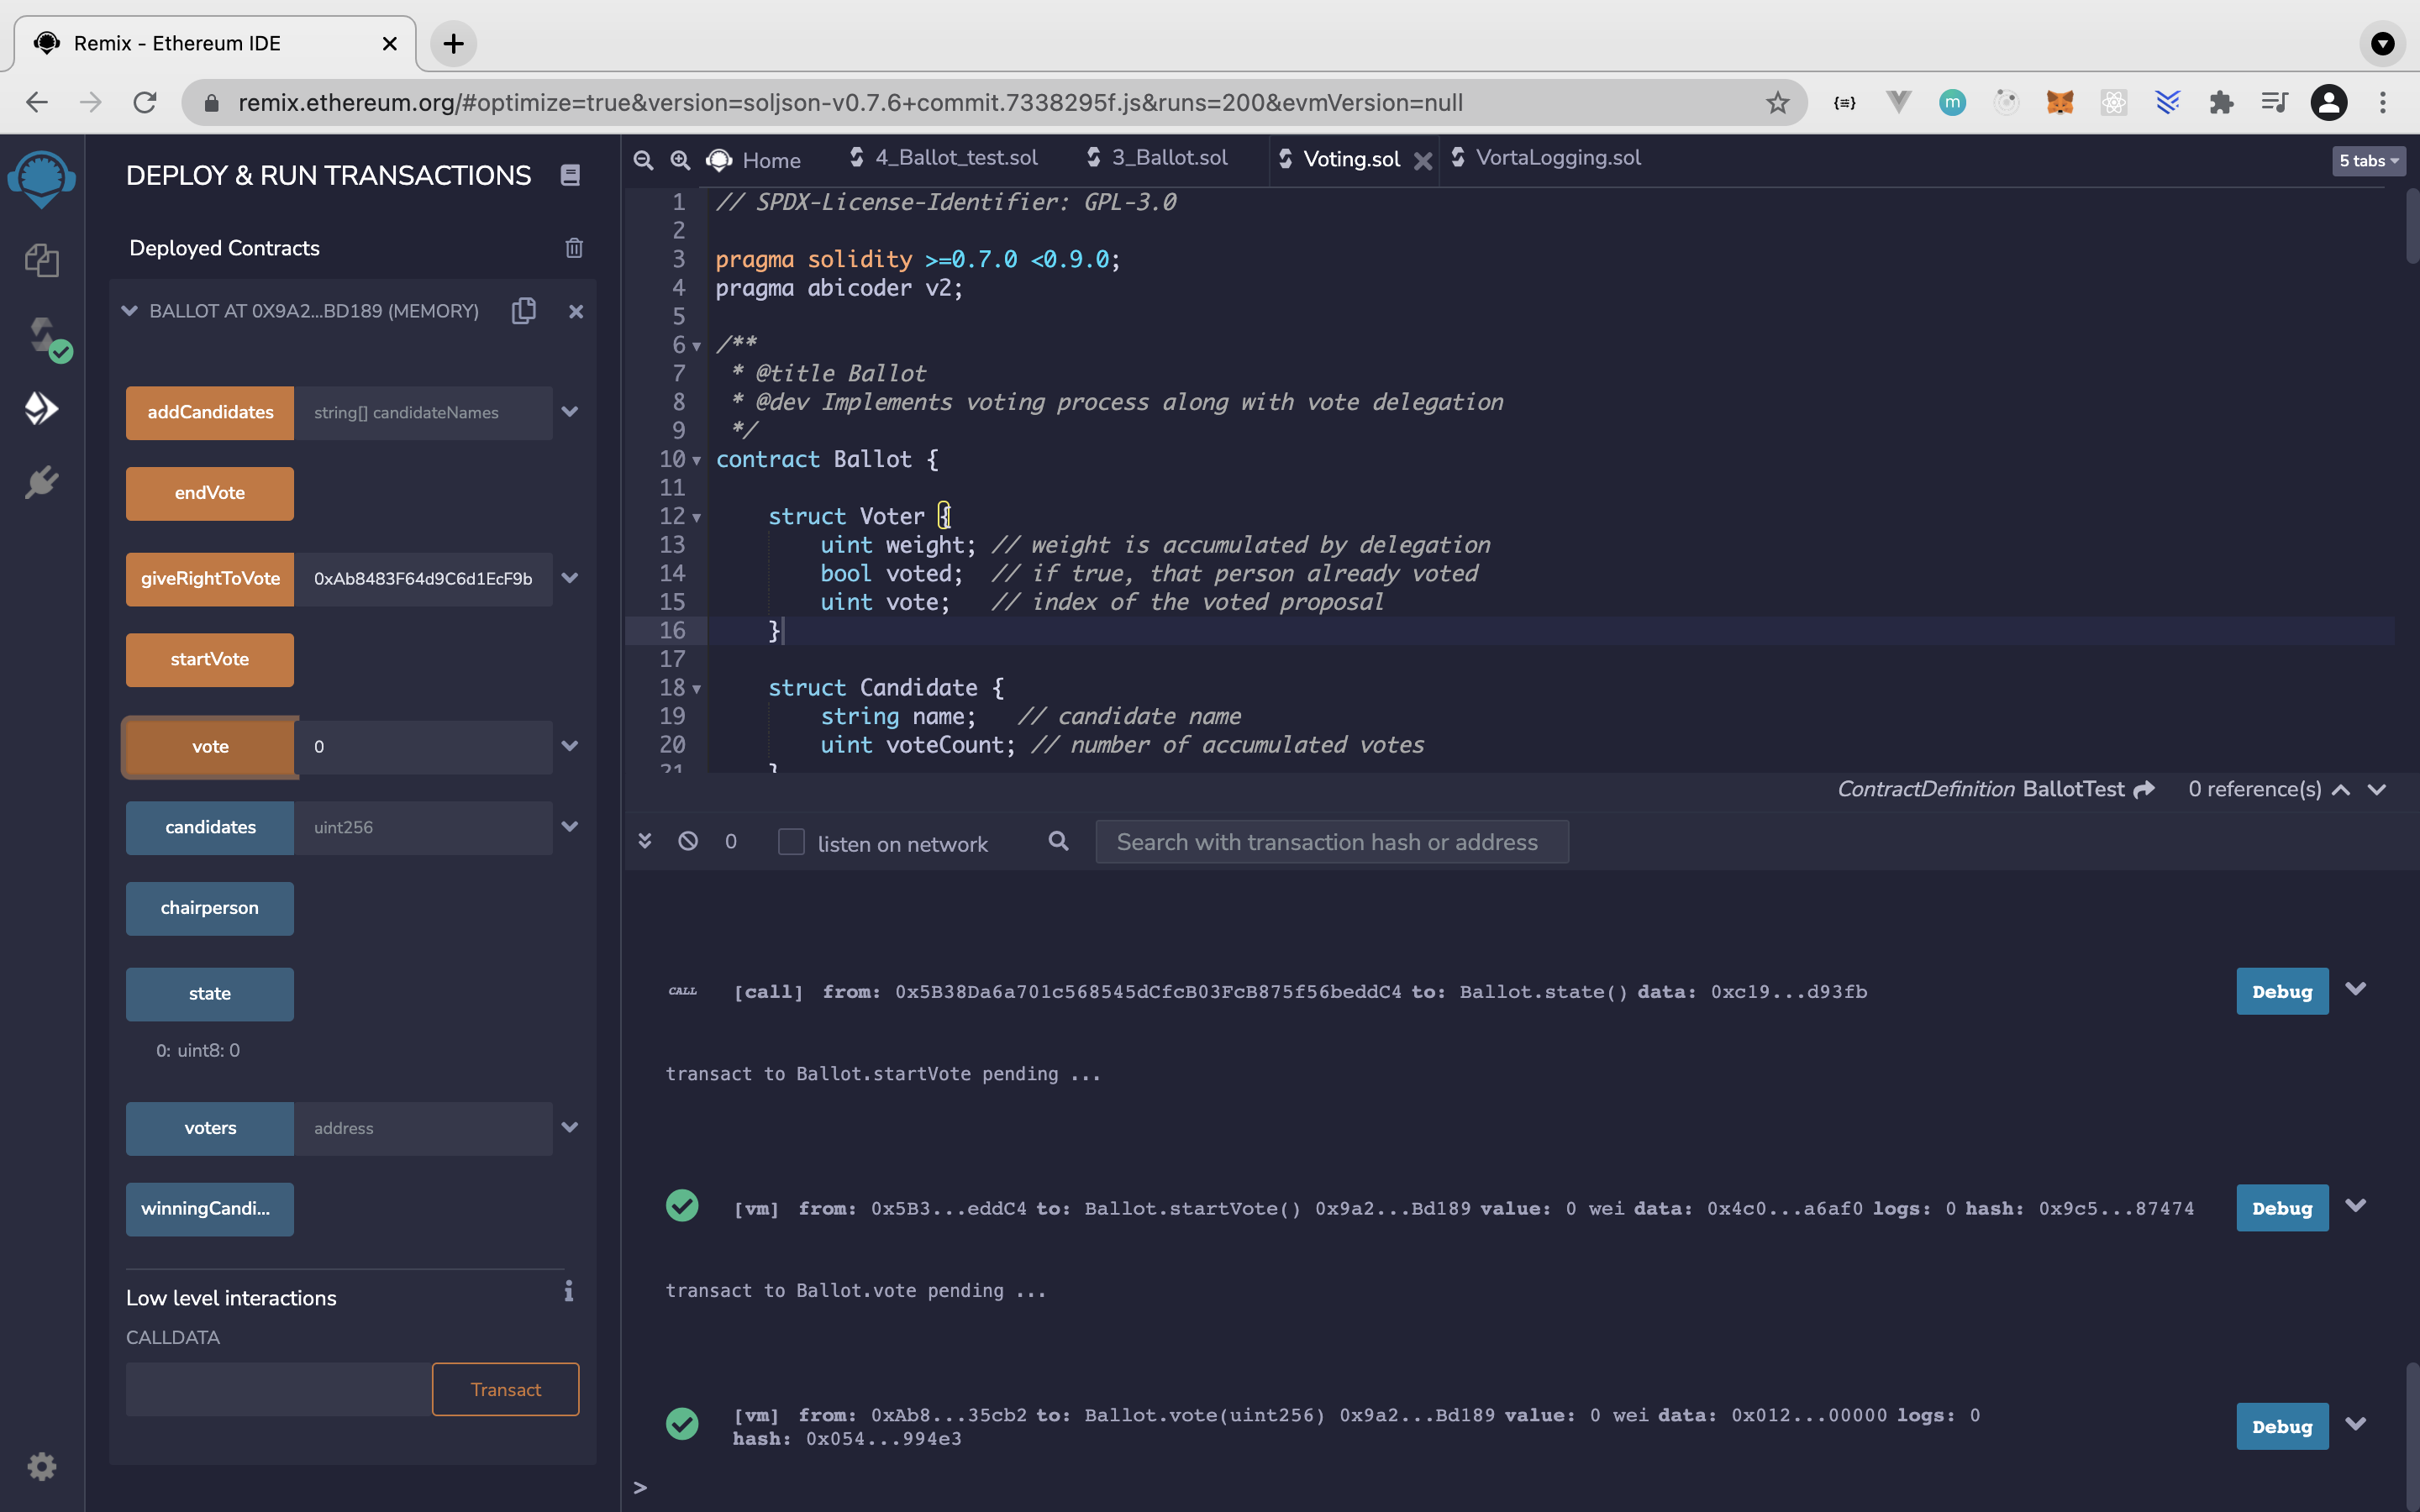 Remix - Ethereum IDE
remix.ethereum.org/#optimize=true&version=soljson-v0.7.6+commit.7338295f.js&runs=200&evmVersion=null
m
DEPLOY & RUN TRANSACTIONS
Deployed Contracts
BALLOT AT 0X9A2...BD189 (MEMORY)
addCandidates string[] candidateNames
endVote
giveRightToVote 0xAb8483F64d9C6d1EcF9b
startVote
vote 0
candidates uint256
chairperson
state
0: uint8: 0
voters address
winningCandi...
Low level interactions
i
CALLDATA
Transact
Home 4_Ballot_test.sol 3_Ballot.sol Voting.sol VortaLogging.sol 5 tabs
1 // SPDX-License-Identifier: GPL-3.0
2
3 pragma solidity >=0.7.0 <0.9.0;
4 pragma abicoder v2;
5
6 /**
7 * @title Ballot
8 * @dev Implements voting process along with vote delegation
9 */
10 contract Ballot {
11
12 struct Voter {
13 uint weight; // weight is accumulated by delegation
14 bool voted; // if true, that person already voted
15 uint vote; // index of the voted proposal
16 }
17
18 struct Candidate {
19 string name; // candidate name
20 uint voteCount; // number of accumulated votes
21 }
ContractDefinition BallotTest 0 reference(s)
0 listen on network Search with transaction hash or address
CALL [call] from: 0x5B38Da6a701c568545dCfcB03FcB875f56beddC4 to: Ballot.state() data: 0xc19...d93fb Debug
transact to Ballot.startVote pending ...
[vm] from: 0x5B3...eddC4 to: Ballot.startVote() 0x9a2...Bd189 value: 0 wei data: 0x4c0...a6af0 logs: 0 hash: 0x9c5...87474 Debug
transact to Ballot.vote pending ...
[vm] from: 0xAb8...35cb2 to: Ballot.vote(uint256) 0x9a2...Bd189 value: 0 wei data: 0x012...00000 logs: 0
hash: 0x054...994e3 Debug
>